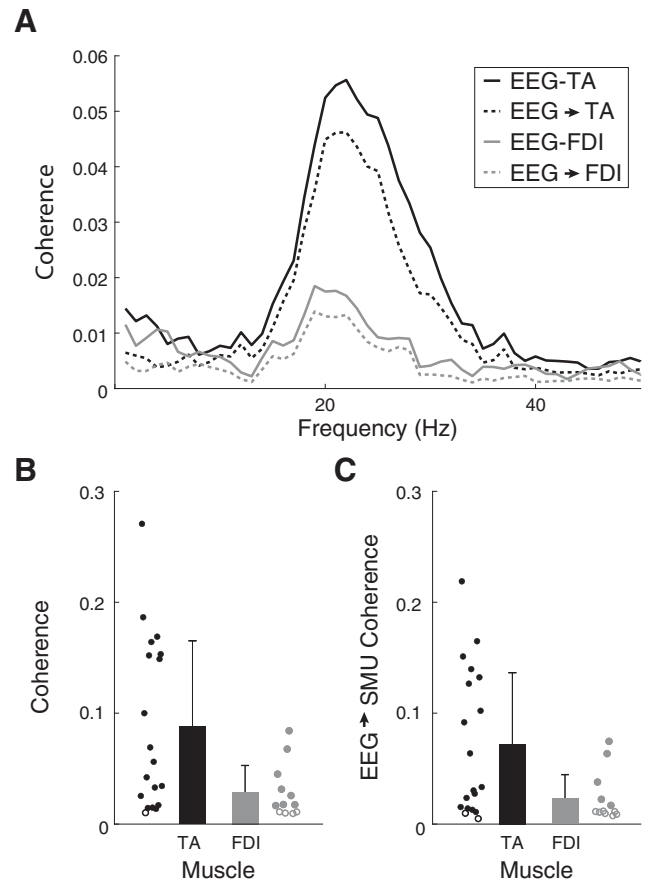 A
0.06
0.05
0.04
0.03
0.02
0.01
0
Coherence
20
40
Frequency (Hz)
EEG-TA
EEG → TA
EEG-FDI
EEG → FDI
B
0.3
0.2
0.1
0
Coherence
TA FDI
Muscle
C
0.3
0.2
0.1
0
EEG → SMU Coherence
TA FDI
Muscle